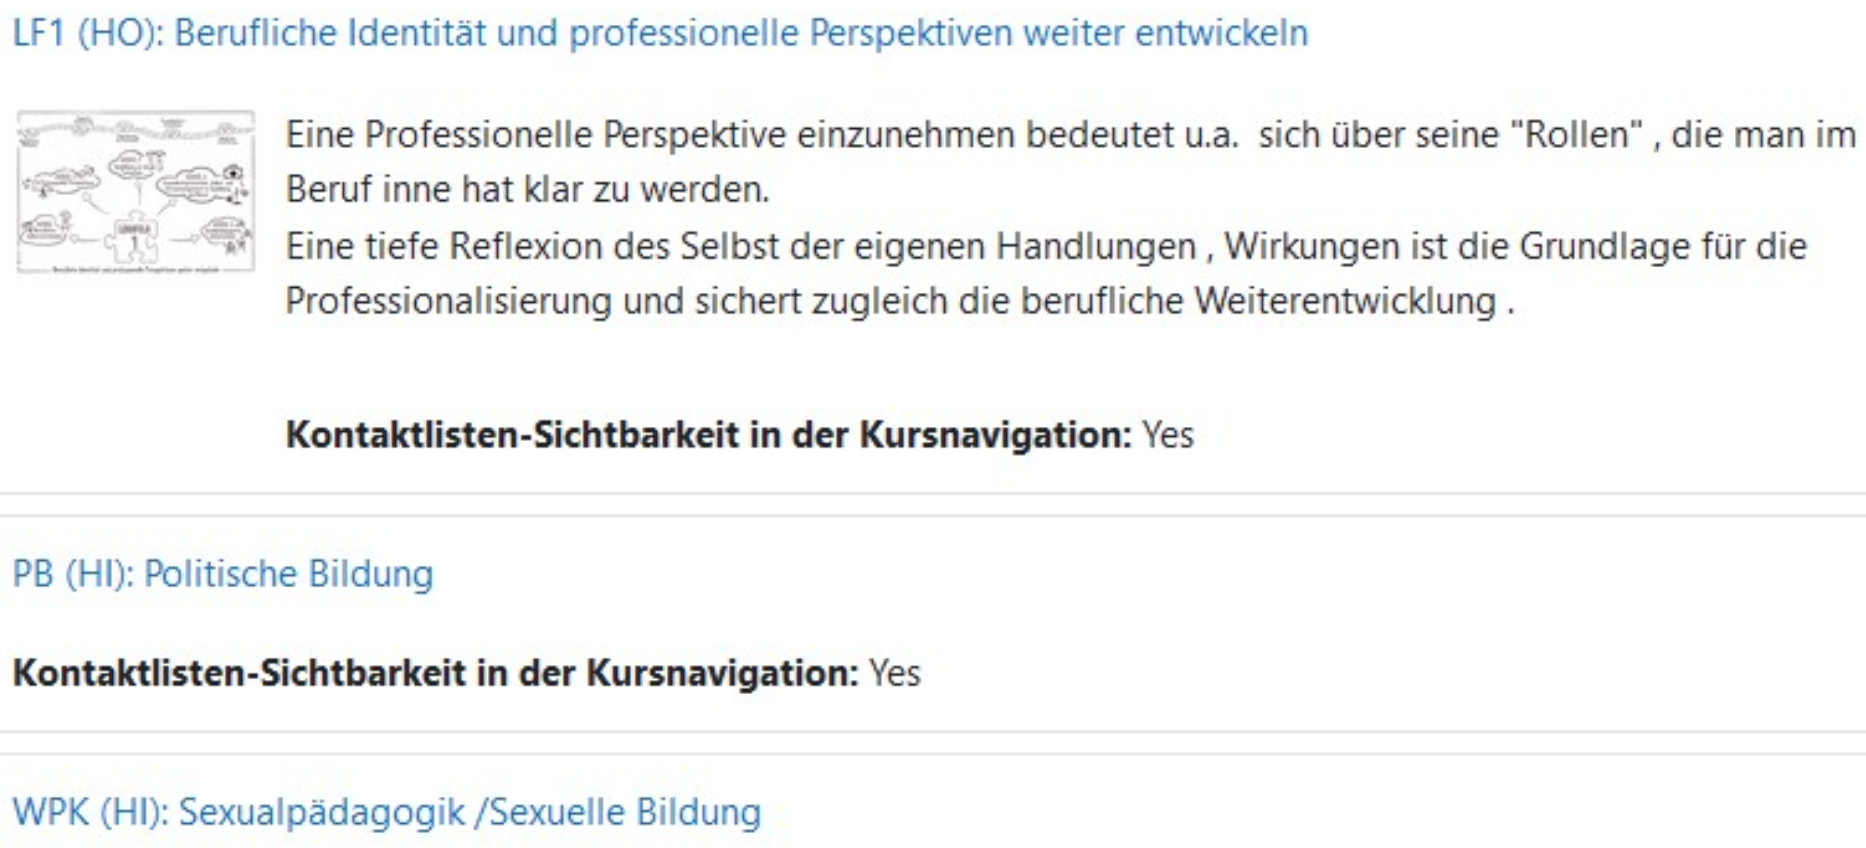 LF1 (HO): Berufliche Identität und professionelle Perspektiven weiter entwickeln
Eine Professionelle Perspektive einzunehmen bedeutet u.a.  sich über seine "Rollen" , die man im
Beruf inne hat klar zu werden.
Eine tiefe Reflexion des Selbst der eigenen Handlungen , Wirkungen ist die Grundlage für die
Professionalisierung und sichert zugleich die berufliche Weiterentwicklung .
Kontaktlisten-Sichtbarkeit in der Kursnavigation: Yes
PB (HI): Politische Bildung
Kontaktlisten-Sichtbarkeit in der Kursnavigation: Yes
WPK (HI): Sexualpädagogik /Sexuelle Bildung